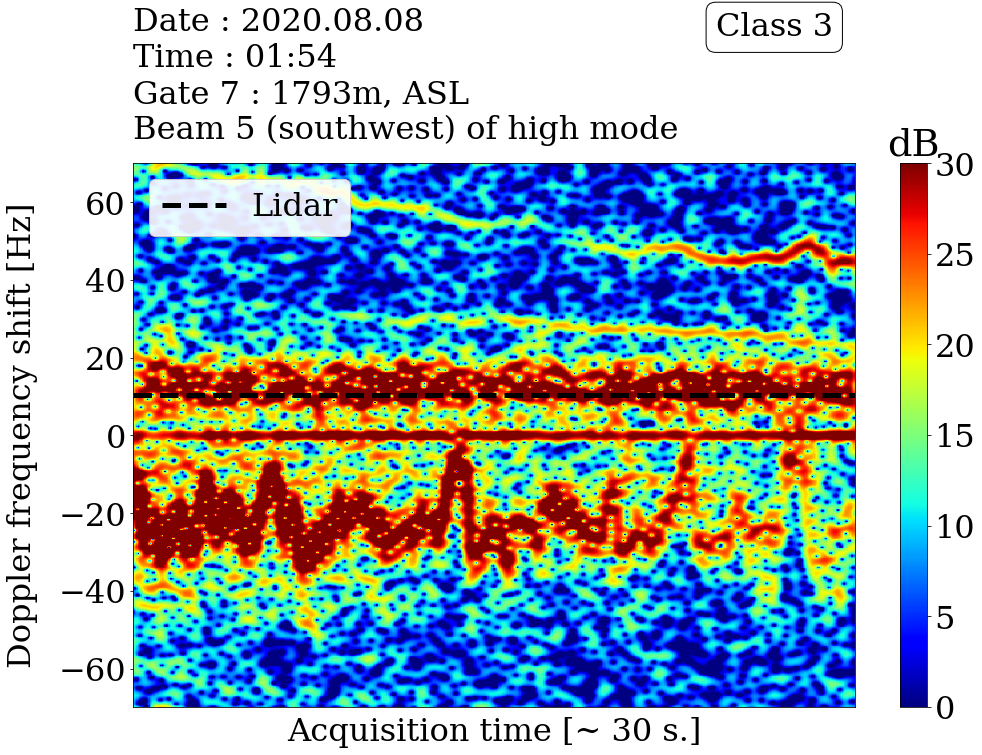 Date : 2020.08.08
Time : 01:54
Gate 7 : 1793m, ASL
Beam 5 (southwest) of high mode
Class 3
dB
Lidar
Doppler frequency shift [Hz]
60
40
20
0
−20
−40
−60
30
25
20
15
10
5
0
Acquisition time [~ 30 s.]